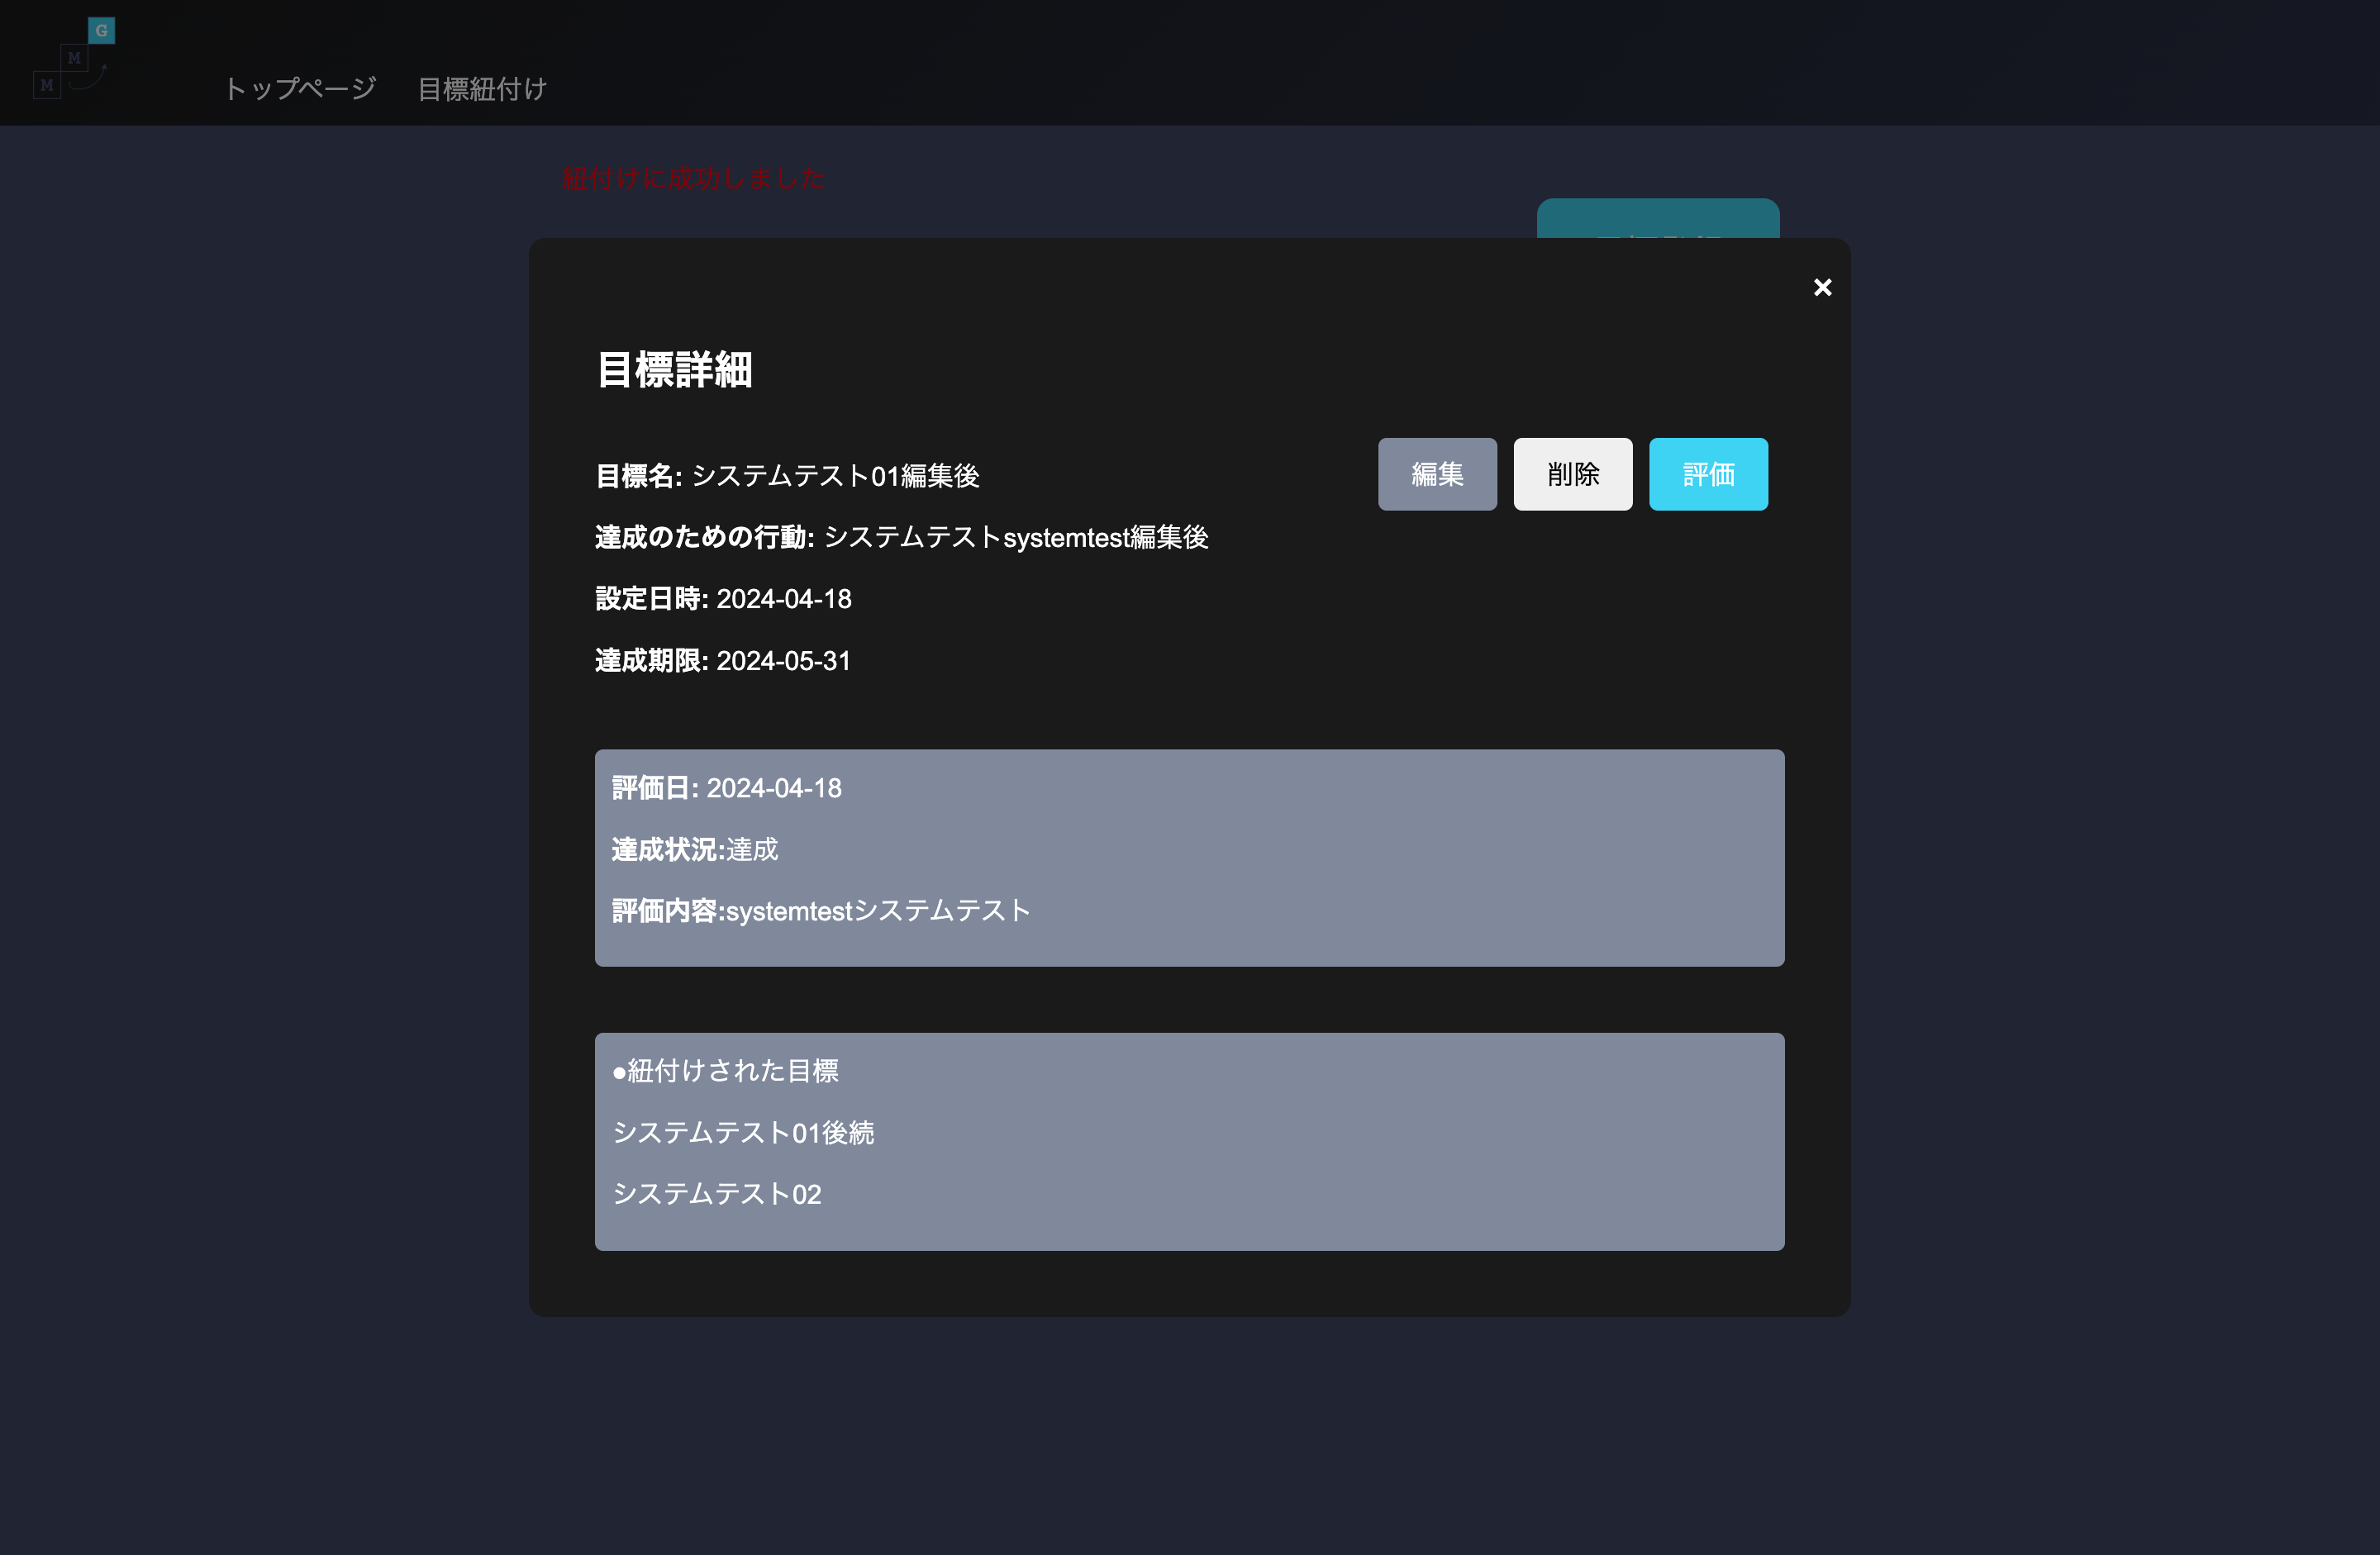 G
M
M
トップページ 目標紐付け
紐付けに成功しました
×
目標詳細
編集 削除 評価
目標名: システムテスト01編集後
達成のための行動: システムテストsystemtest編集後
設定日時: 2024-04-18
達成期限: 2024-05-31
評価日: 2024-04-18
達成状況:達成
評価内容:systemtestシステムテスト
●紐付けされた目標
システムテスト01後続
システムテスト02